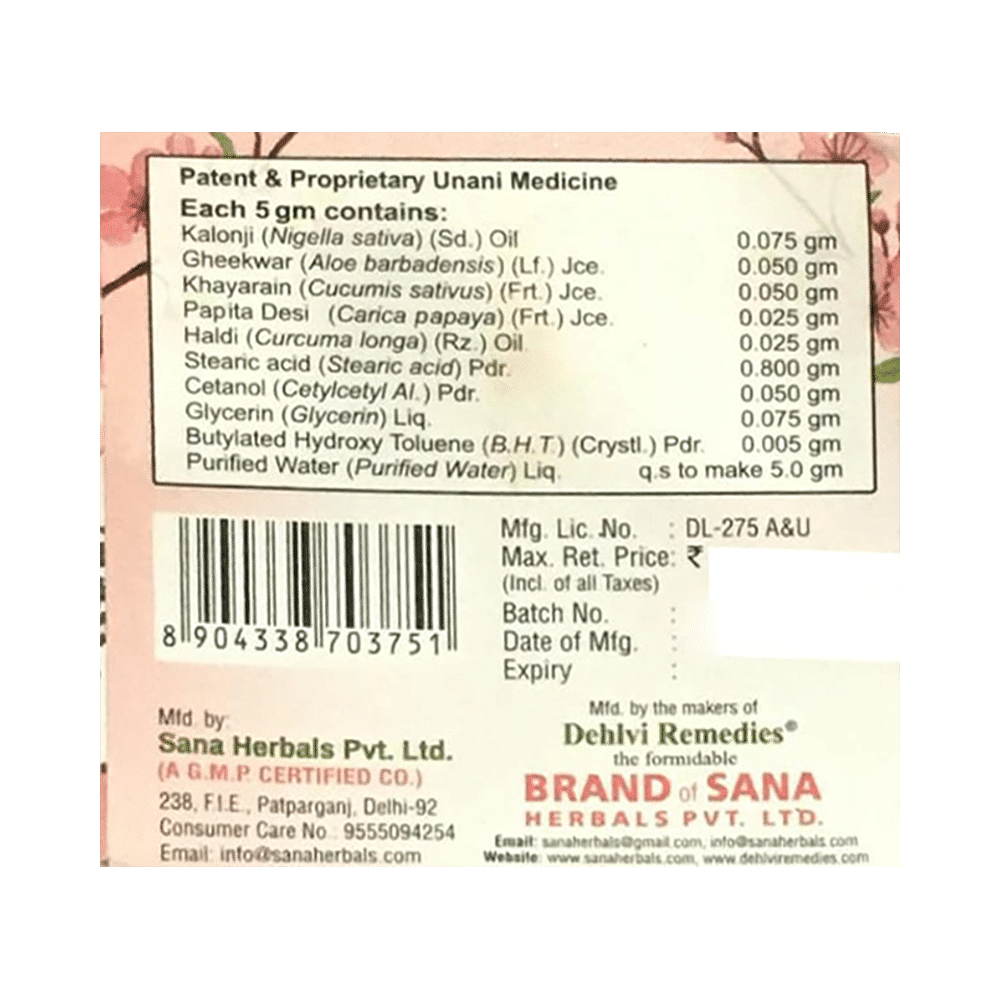 Patent & Proprietary Unani Medicine
Each 5gm contains:
Kalonji (Nigella sativa) (Sd.) Oil 0.075 gm
Gheekwar (Aloe barbadensis) (Lf.) Jce. 0.050 gm
Khayarain (Cucumis sativus) (Frt.) Jce. 0.050 gm
Papita Desi (Carica papaya) (Frt.) Jce. 0.025 gm
Haldi (Curcuma longa) (Rz.) Oil 0.025 gm
Stearic acid (Stearic acid) Pdr. 0.800 gm
Cetanol (Cetylcetyl Al.) Pdr. 0.050 gm
Glycerin (Glycerin) Liq. 0.075 gm
Butylated Hydroxy Toluene (B.H.T.) (Crystl.) Pdr. 0.005 gm
Purified Water (Purified Water) Liq. q.s to make 5.0 gm
8 904338 703751
Mfg. Lic. No. : DL-275 A&U
Max. Ret. Price: ₹
(Incl. of all Taxes)
Batch No. :
Date of Mfg. :
Expiry :
Mfd. by:
Sana Herbals Pvt. Ltd.
(A G.M.P. CERTIFIED CO.)
238, F.I.E., Patparganj, Delhi-92
Consumer Care No. 9555094254
Email: info@sanaherbals.com
Mfd. by the makers of
Dehlvi Remedies®
the formidable
BRAND of SANA
HERBALS PVT. LTD.
Email: sanaherbals@gmail.com, info@sanaherbals.com
Website: www.sanaherbals.com, www.dehlviremedies.com